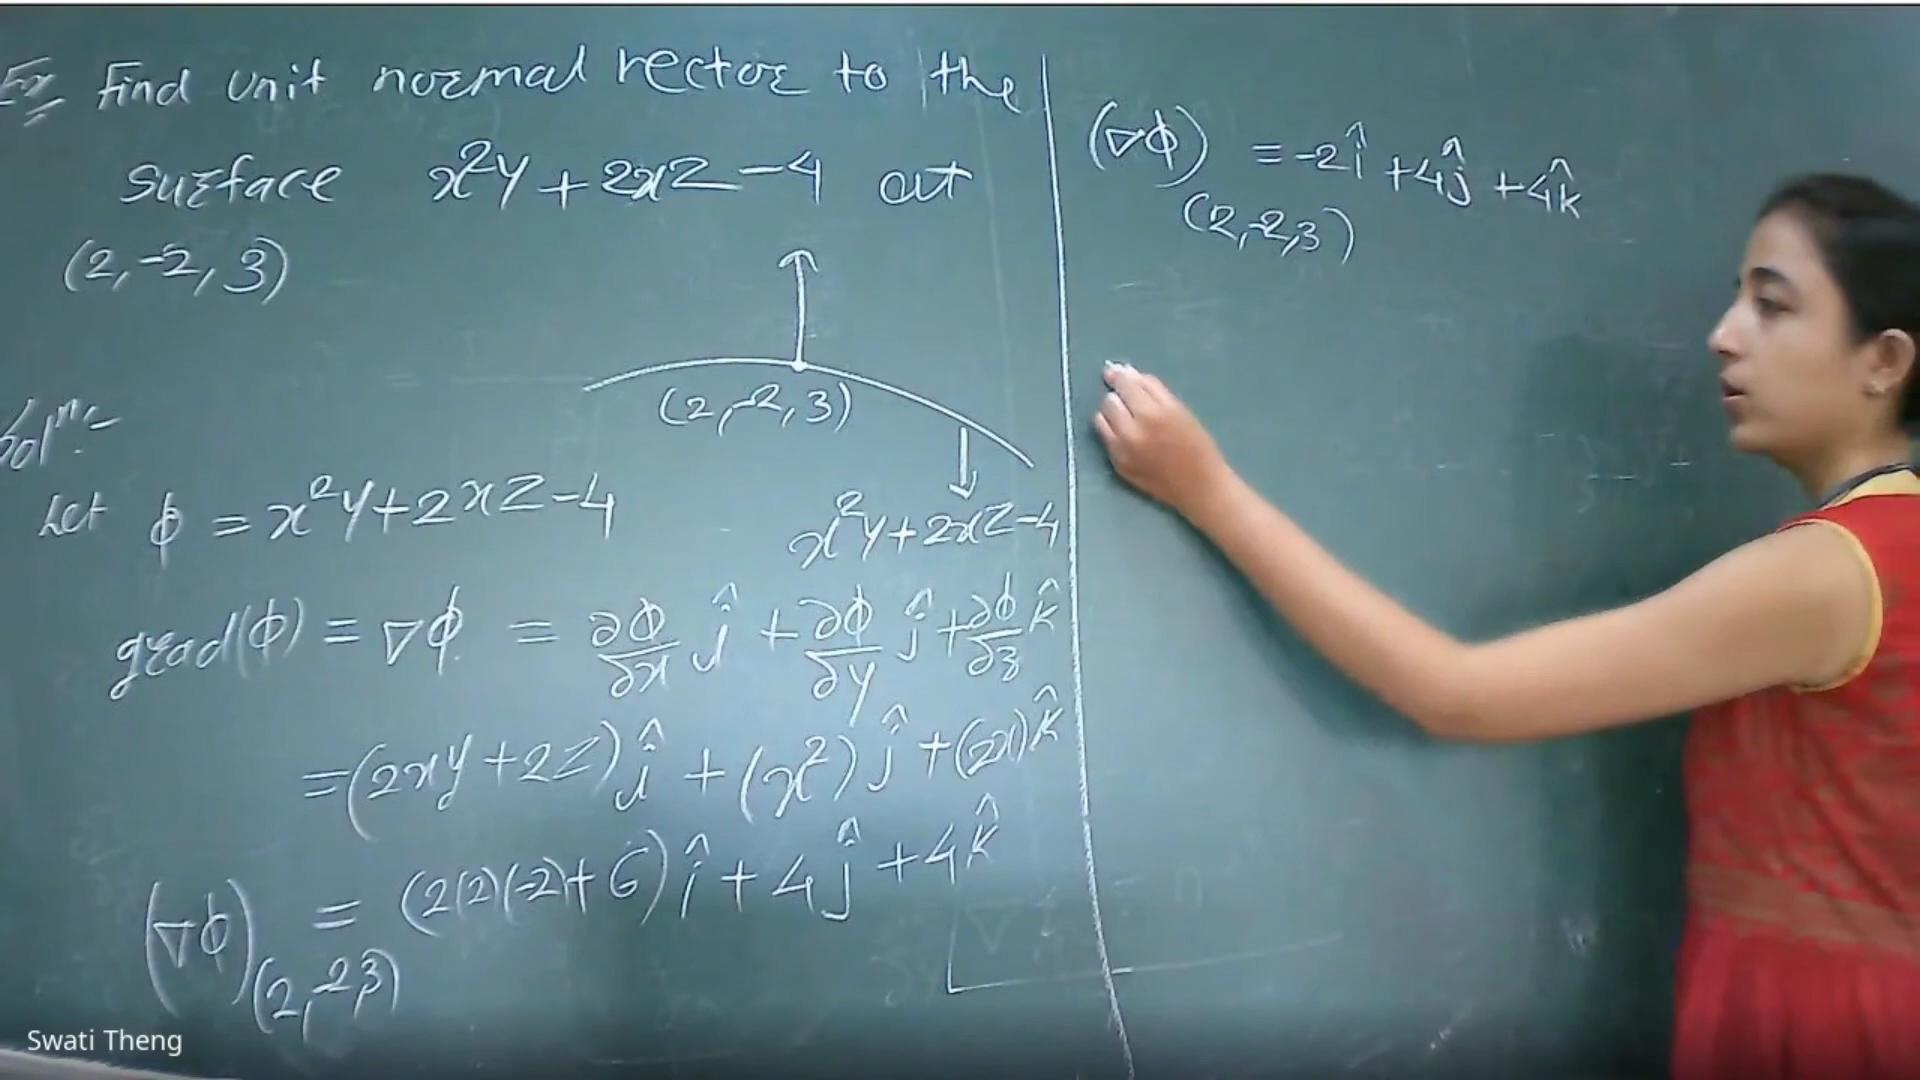 Ex Find unit normal vector to the
surface x²y + 2xz - 4 at
(2, -2, 3)
(2, -2, 3)
x²y + 2xz - 4
Solⁿ:-
Let ϕ = x²y + 2xz - 4
grad(ϕ) = ∇ϕ = ∂ϕ/∂x î + ∂ϕ/∂y ĵ + ∂ϕ/∂z k̂
= (2xy + 2z) î + (x²) ĵ + (2x) k̂
(∇ϕ)(2, -2, 3) = (2(2)(-2) + 6) î + 4ĵ + 4k̂
(∇ϕ)(2, -2, 3) = -2î + 4ĵ + 4k̂
Swati Theng